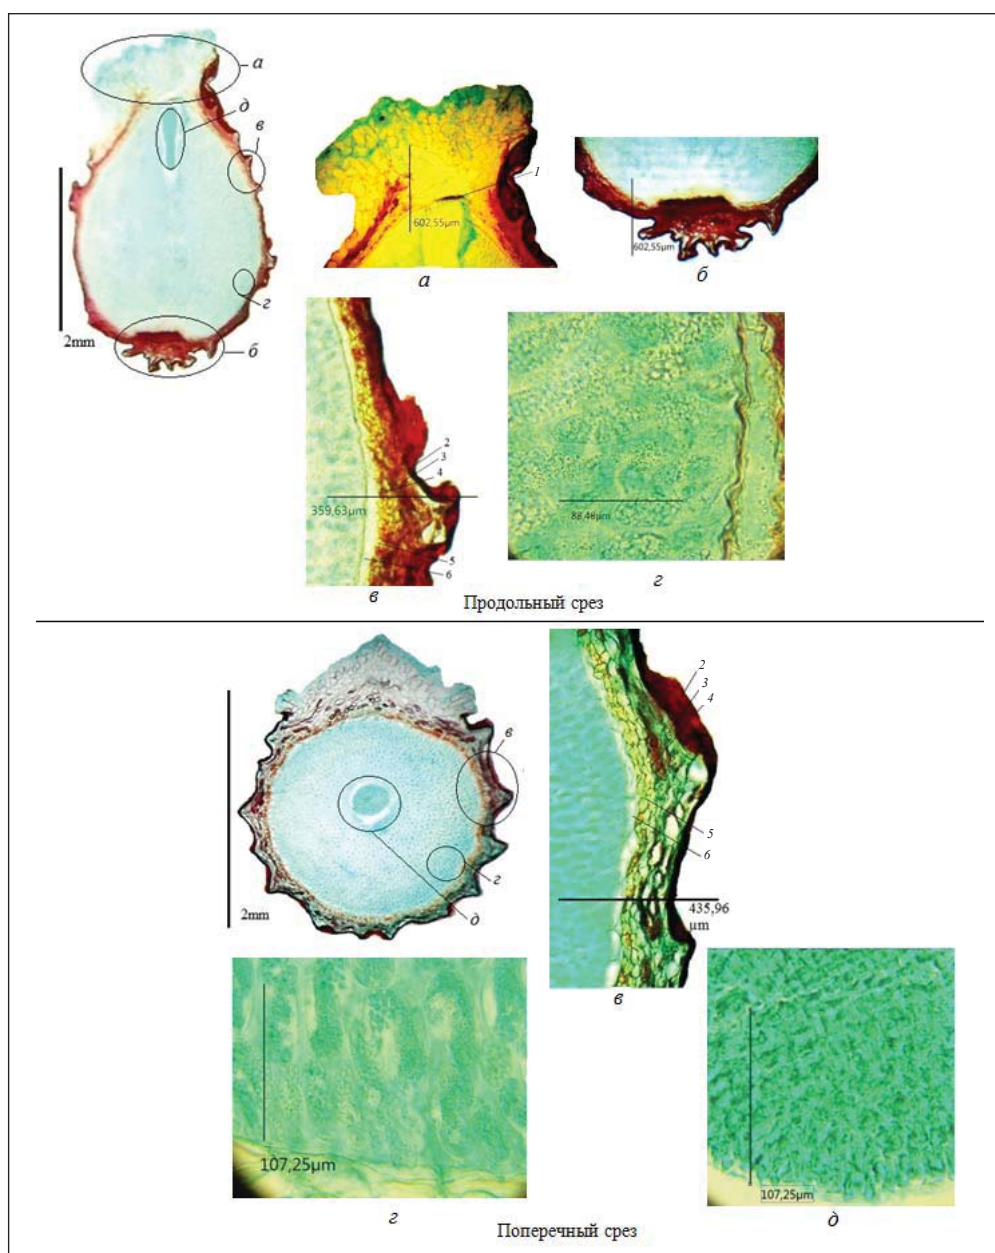 а
д
в
2mm
г
б
1
602,55µm
а
602,55µm
б
2
3
4
359,63µm
5
6
в
88,48µm
г
Продольный срез
в
г
2mm
д
2
3
4
5
6
435,96
µm
в
107,25µm
г
107,25µm
д
Поперечный срез